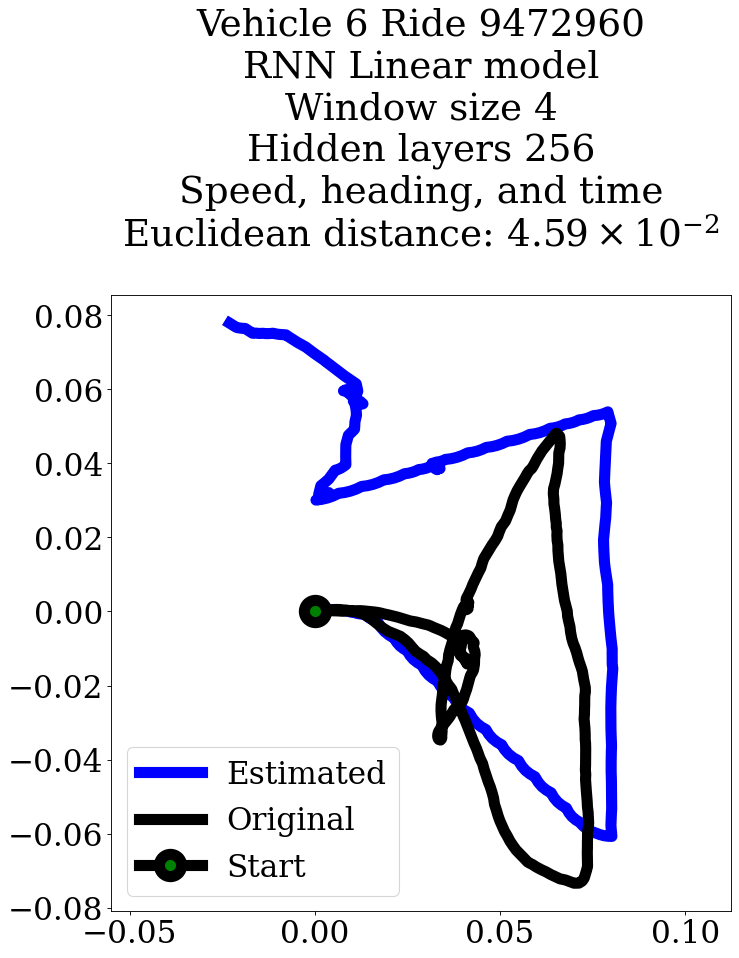 Vehicle 6 Ride 9472960
RNN Linear model
Window size 4
Hidden layers 256
Speed, heading, and time
Euclidean distance: 4.59 × 10⁻²
0.08
0.06
0.04
0.02
0.00
−0.02
−0.04
−0.06
−0.08
Estimated
Original
Start
−0.05 0.00 0.05 0.10